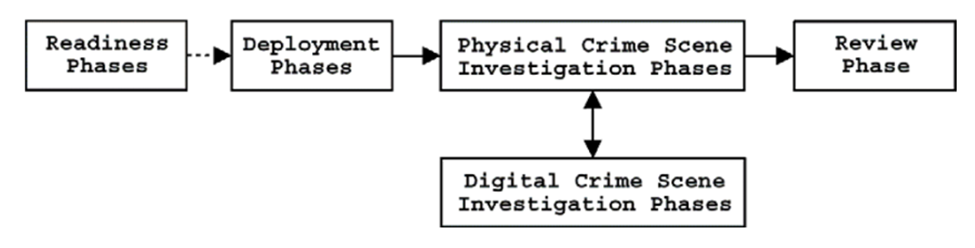 Readiness
Phases
Deployment
Phases
Physical Crime Scene
Investigation Phases
Review
Phase
Digital Crime Scene
Investigation Phases